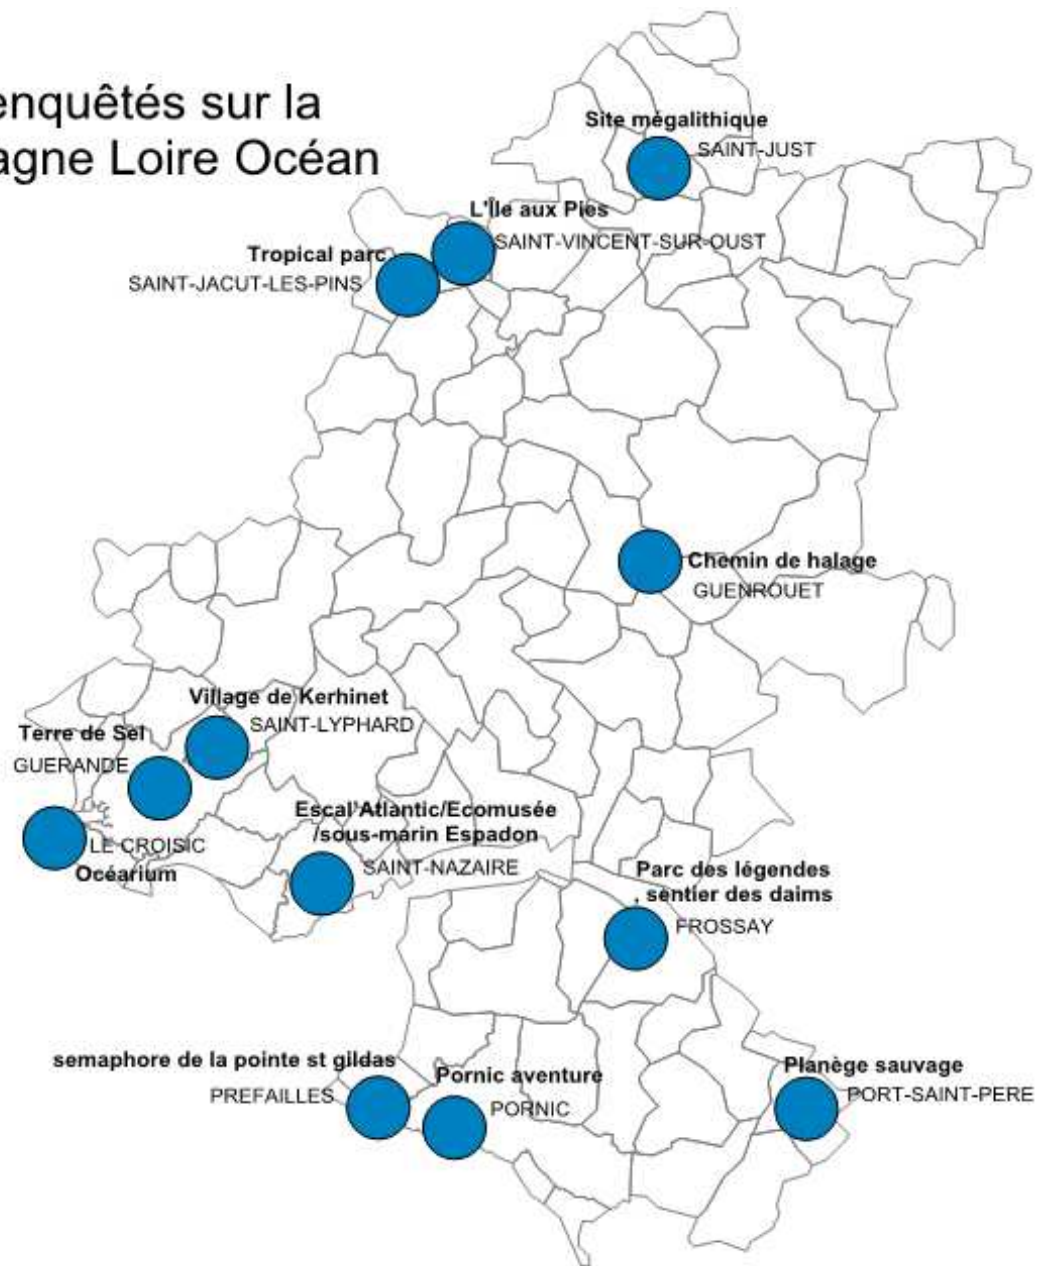 enquêtés sur la
agne Loire Océan
Site mégalithique
SAINT-JUST
L'Île aux Pies
SAINT-VINCENT-SUR-OUST
Tropical parc
SAINT-JACUT-LES-PINS
Chemin de halage
GUENROUET
Village de Kerhinet
SAINT-LYPHARD
Terre de Sel
GUERANDE
LE CROISIC
Océarium
Escal'Atlantic/Ecomusée
/sous-marin Espadon
SAINT-NAZAIRE
Parc des légendes
, sentier des daims
FROSSAY
semaphore de la pointe st gildas
PREFAILLES
Pornic aventure
PORNIC
Planège sauvage
PORT-SAINT-PERE